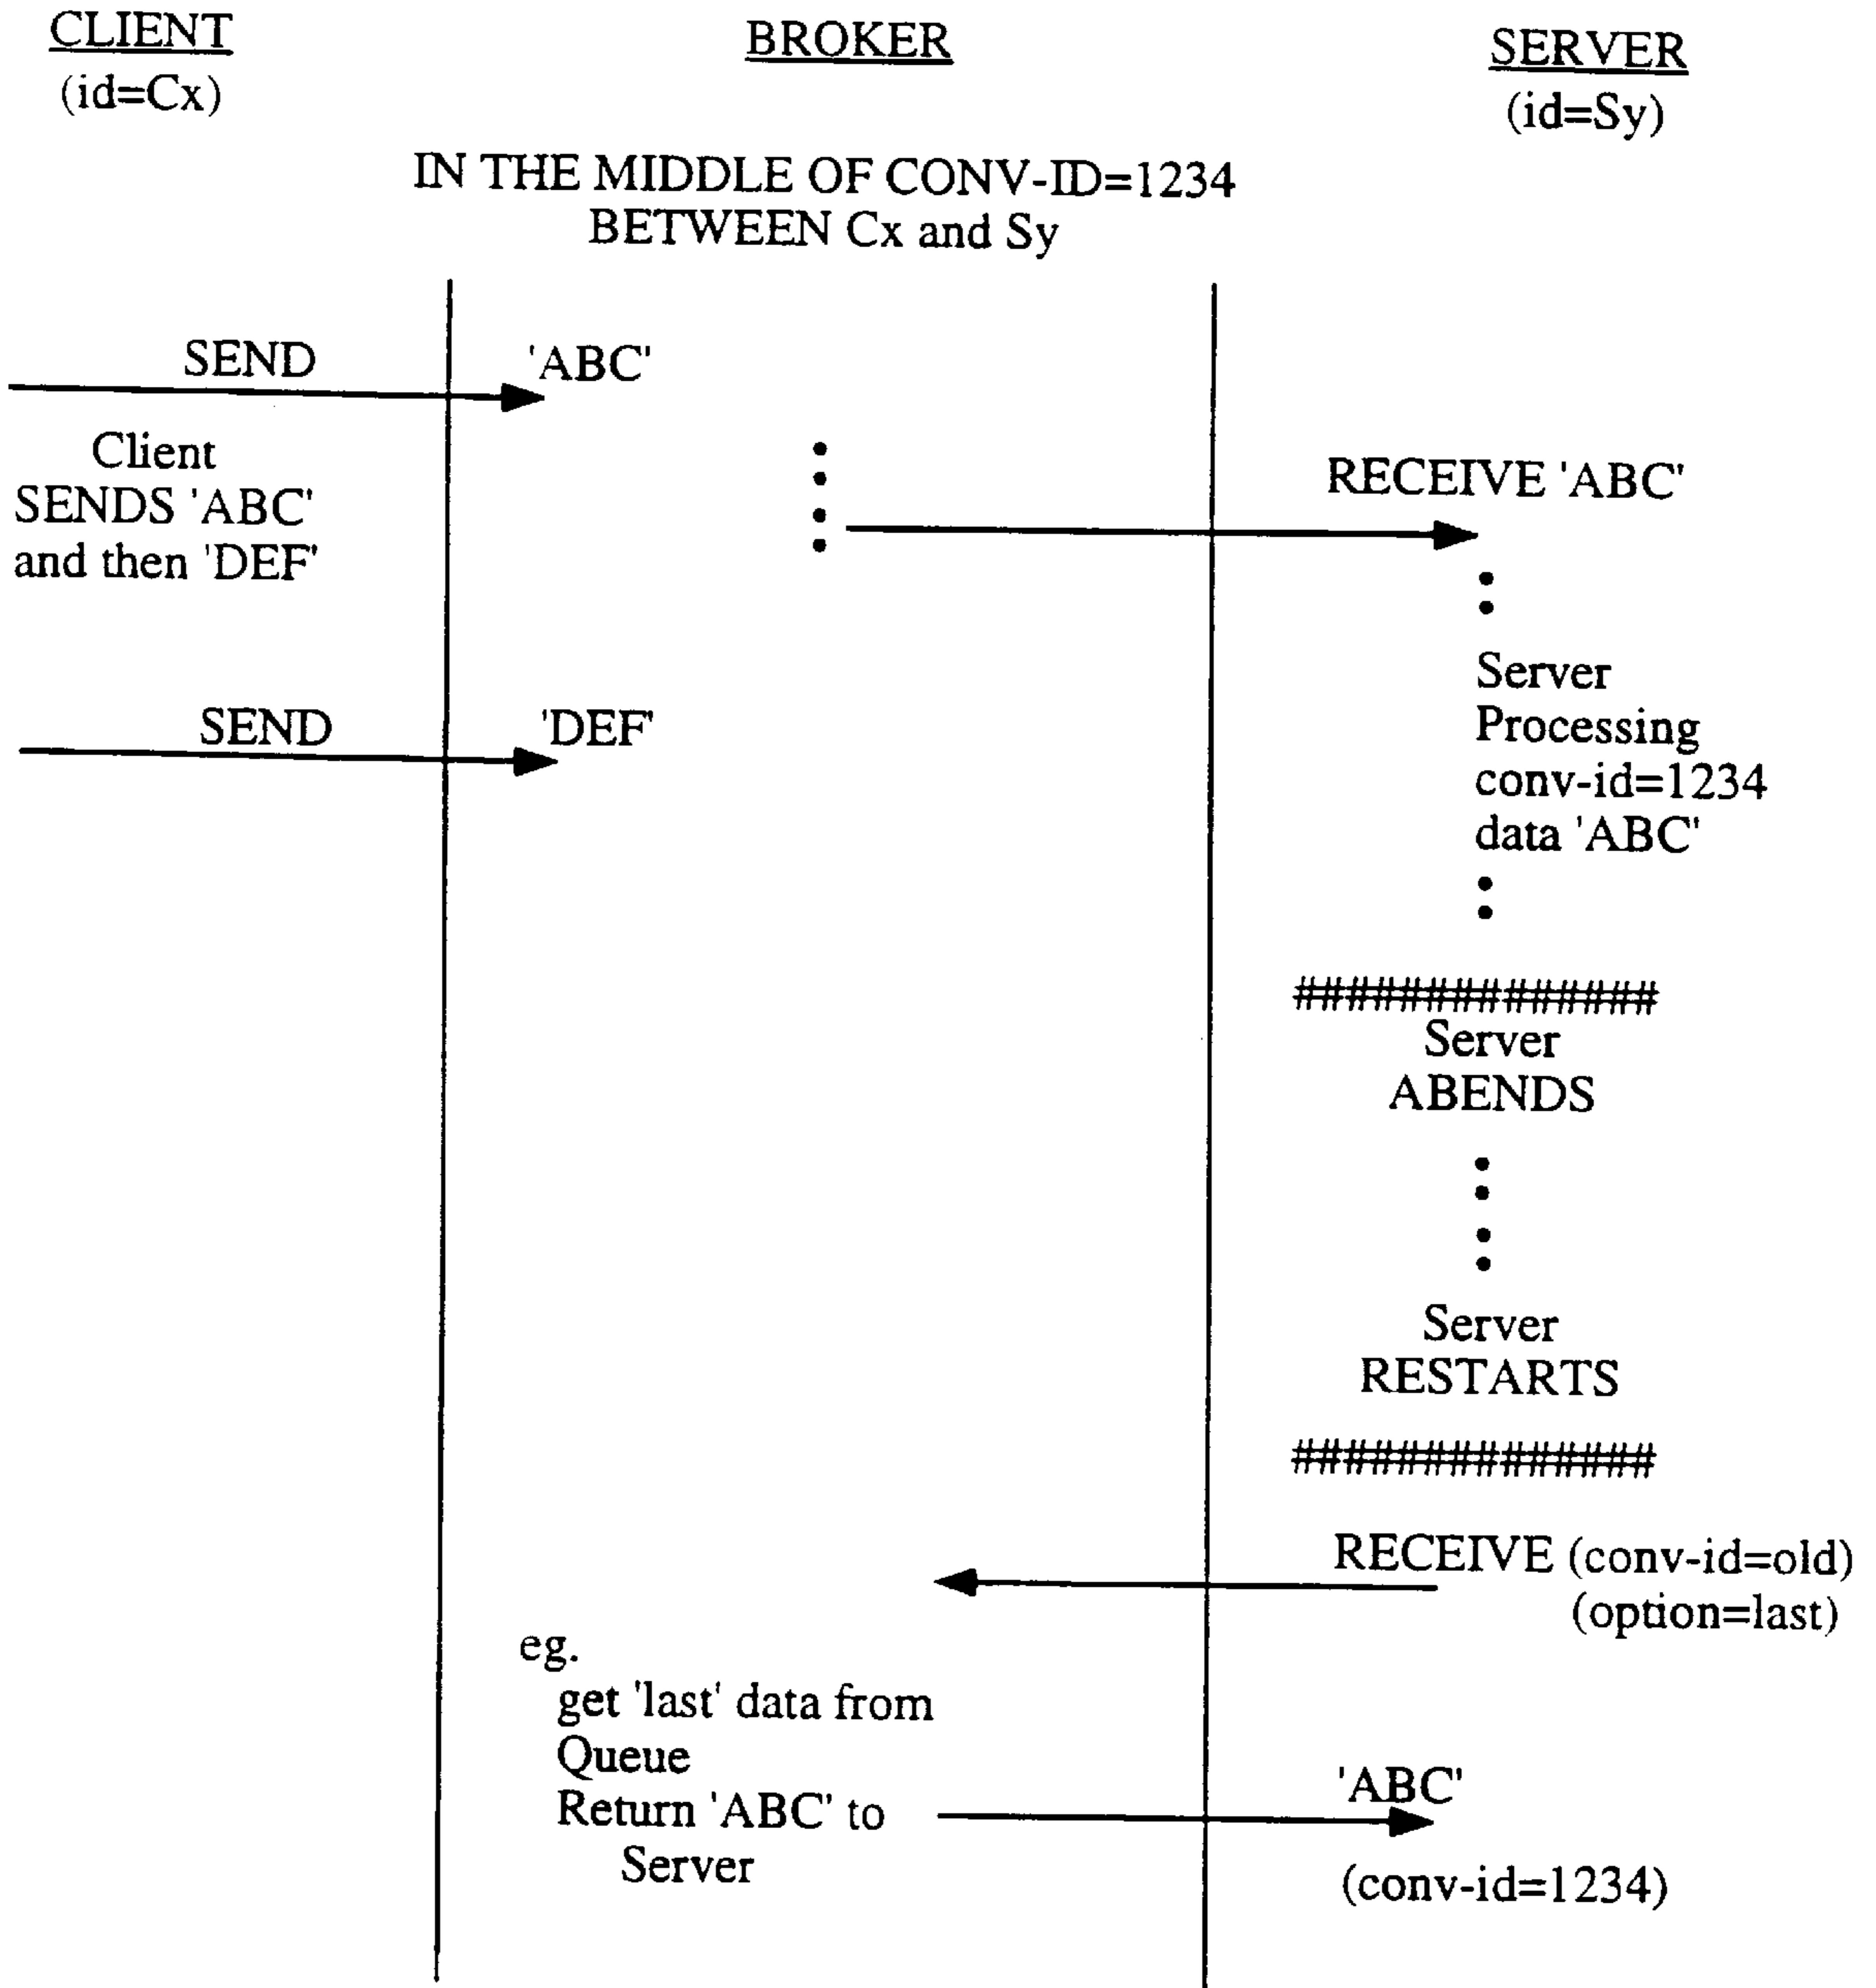 CLIENT
(id=Cx)
BROKER
SERVER
(id=Sy)
IN THE MIDDLE OF CONV-ID=1234
BETWEEN Cx and Sy
SEND
'ABC'
Client
SENDS 'ABC'
and then 'DEF'
RECEIVE 'ABC'
SEND
'DEF'
Server
Processing
conv-id=1234
data 'ABC'
##############
Server
ABENDS
Server
RESTARTS
##############
RECEIVE (conv-id=old)
(option=last)
eg.
get 'last' data from
Queue
Return 'ABC' to
Server
'ABC'
(conv-id=1234)